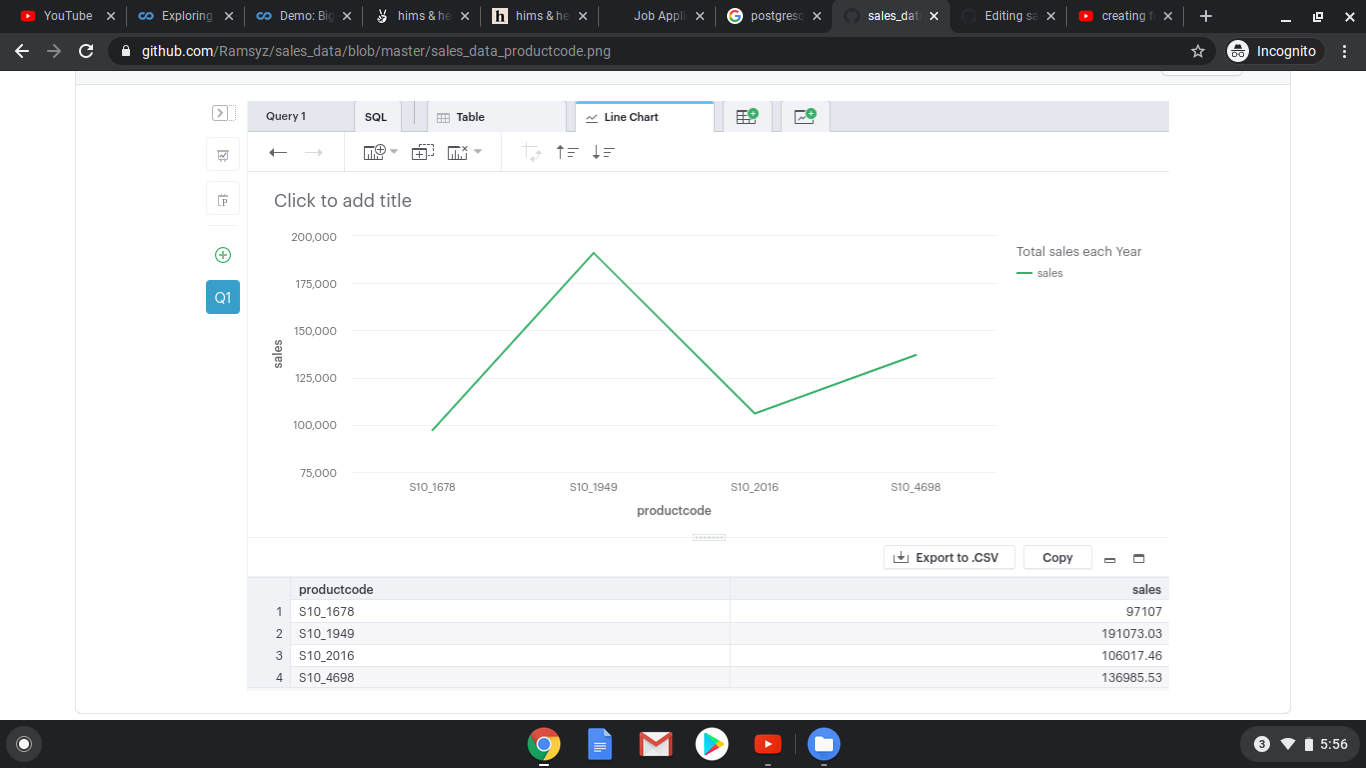 YouTube
Exploring
Demo: Big
hims & he
hims & he
Job Appli
postgresq
sales_dat
Editing sa
creating f
github.com/Ramsyz/sales_data/blob/master/sales_data_productcode.png
Incognito
Query 1
SQL
Table
Line Chart
P
Q1
Click to add title
200,000
175,000
150,000
125,000
100,000
75,000
sales
S10_1678
S10_1949
S10_2016
S10_4698
productcode
Total sales each Year
sales
Export to .CSV
Copy
productcode sales
1 S10_1678 97107
2 S10_1949 191073.03
3 S10_2016 106017.46
4 S10_4698 136985.53
3
5:56